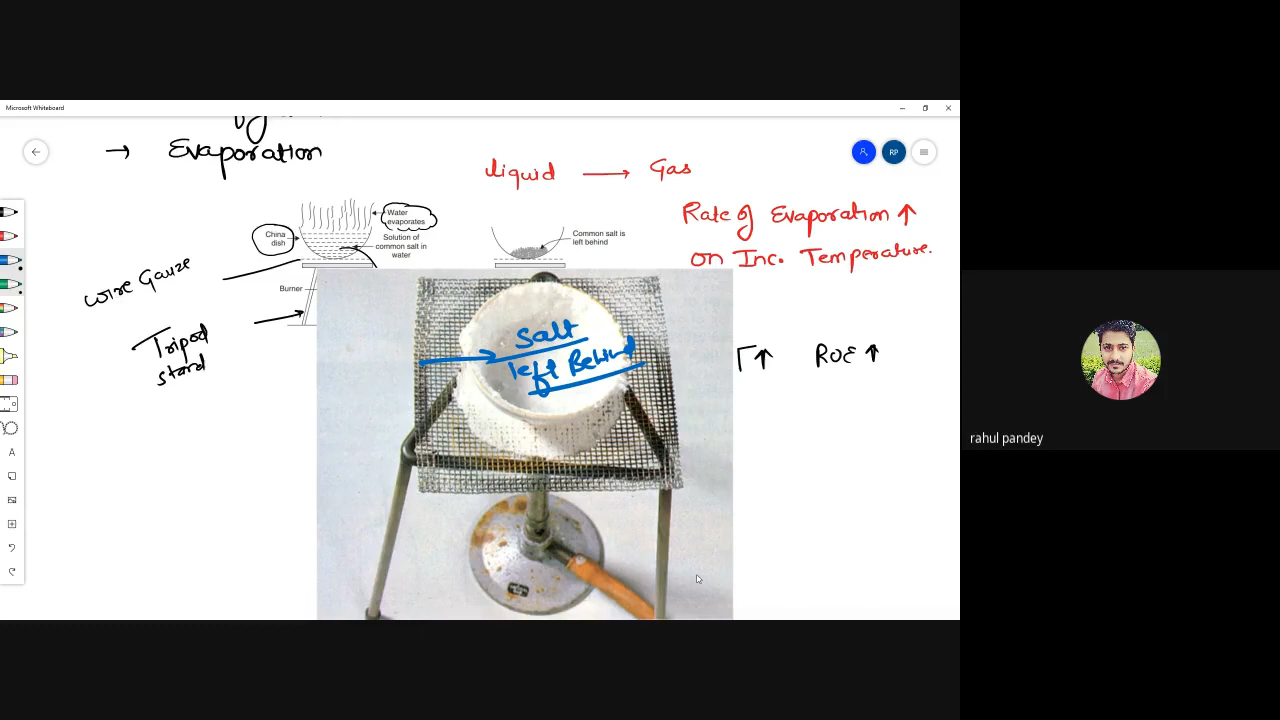 Microsoft Whiteboard
→ Evaporation
liquid → Gas
RP
Rate of Evaporation ↑
on Inc. Temperature.
Water
evaporates
China
dish
Solution of
common salt in
water
Common salt is
left behind
Wire Gauze
Burner
Tripod
stand
Salt
left Behind
T↑ ROE ↑
rahul pandey
A